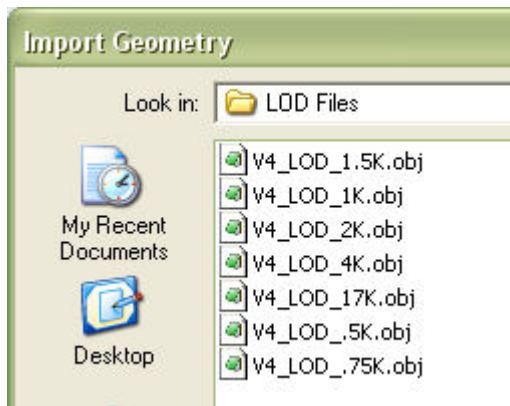 Import Geometry
Look in: LOD Files
V4_LOD_1.5K.obj
V4_LOD_1K.obj
V4_LOD_2K.obj
V4_LOD_4K.obj
V4_LOD_17K.obj
V4_LOD_.5K.obj
V4_LOD_.75K.obj
My Recent
Documents
Desktop